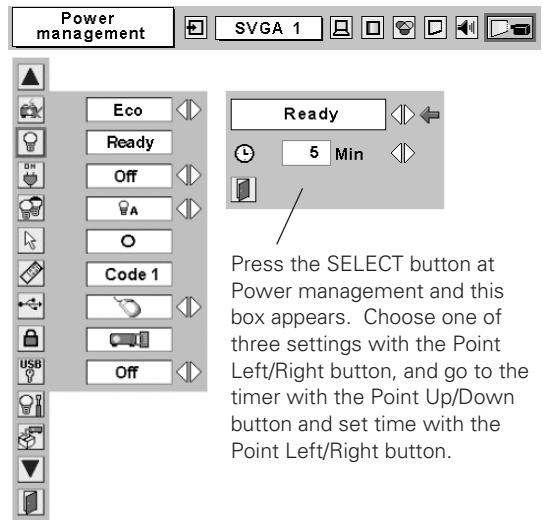 Power
management
SVGA 1
Eco
Ready
ON
Off
A
Code 1
USB
Off
Ready
5 Min
Press the SELECT button at
Power management and this
box appears. Choose one of
three settings with the Point
Left/Right button, and go to the
timer with the Point Up/Down
button and set time with the
Point Left/Right button.